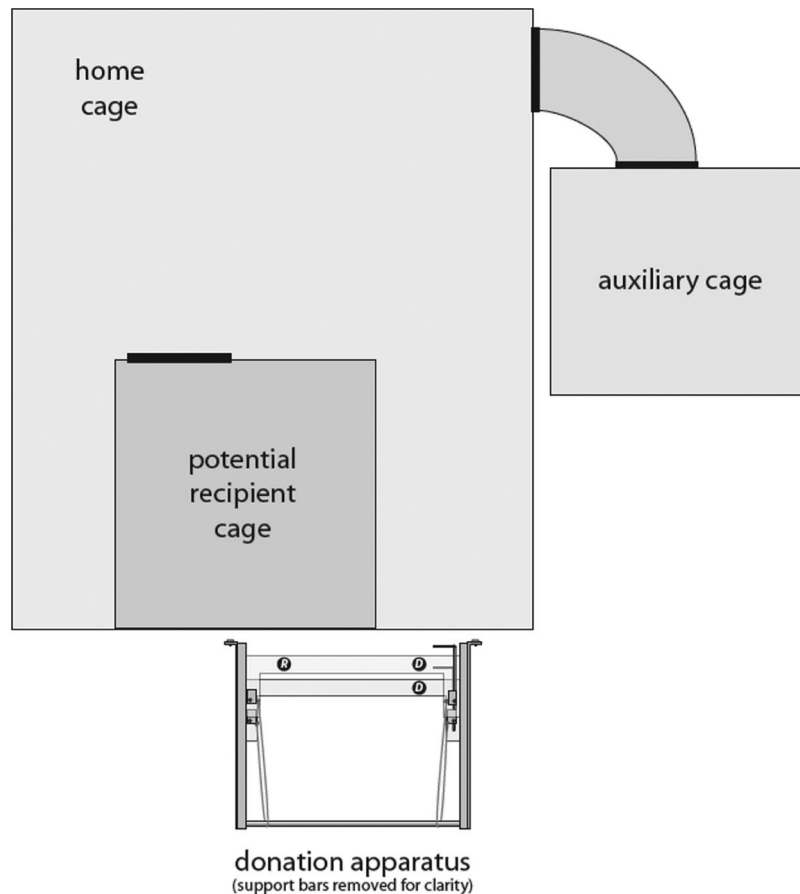 home
cage
auxiliary cage
potential
recipient
cage
R D
D
donation apparatus
(support bars removed for clarity)